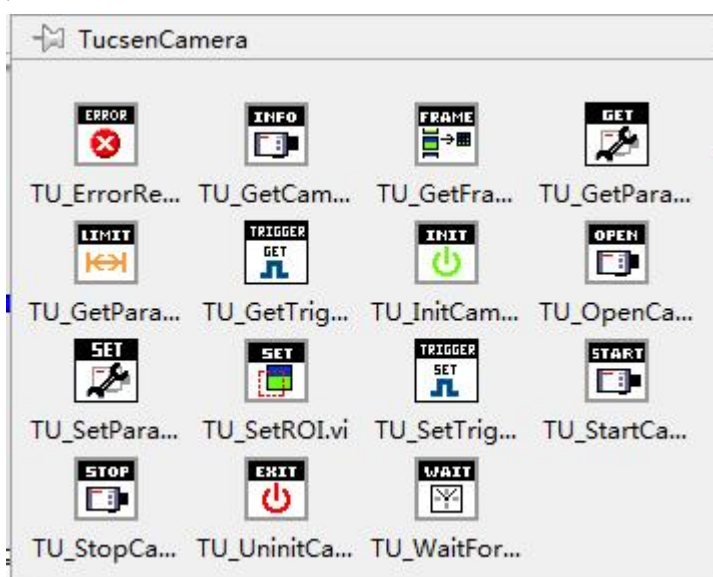 TucsenCamera
ERROR INFO FRAME GET
TU_ErrorRe... TU_GetCam... TU_GetFra... TU_GetPara...
LIMIT TRIGGER GET INIT OPEN
TU_GetPara... TU_GetTrig... TU_InitCam... TU_OpenCa...
SET SET TRIGGER SET START
TU_SetPara... TU_SetROI.vi TU_SetTrig... TU_StartCa...
STOP EXIT WAIT
TU_StopCa... TU_UninitCa... TU_WaitFor...